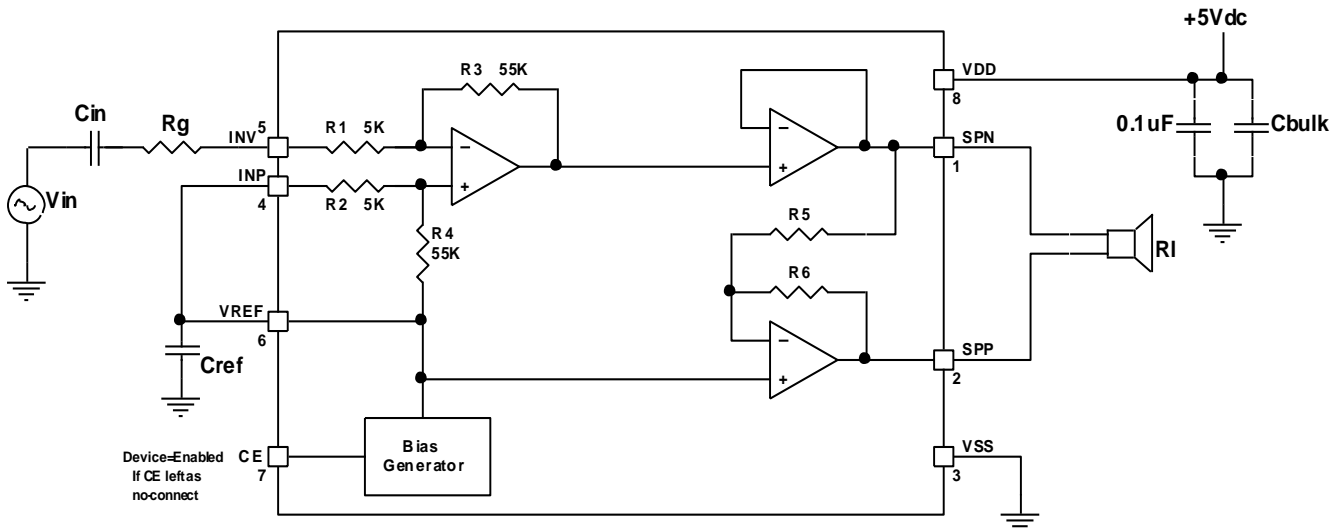 +5Vdc
VDD
8
0.1uF
Cbulk
Cin
Rg
INV
5
R1 5K
R3 55K
-
+
-
+
SPN
1
Vin
INP
4
R2 5K
R4
55K
R5
R6
Rl
VREF
6
Cref
-
+
SPP
2
Device=Enabled
If CE left as
no-connect
CE
7
Bias
Generator
VSS
3